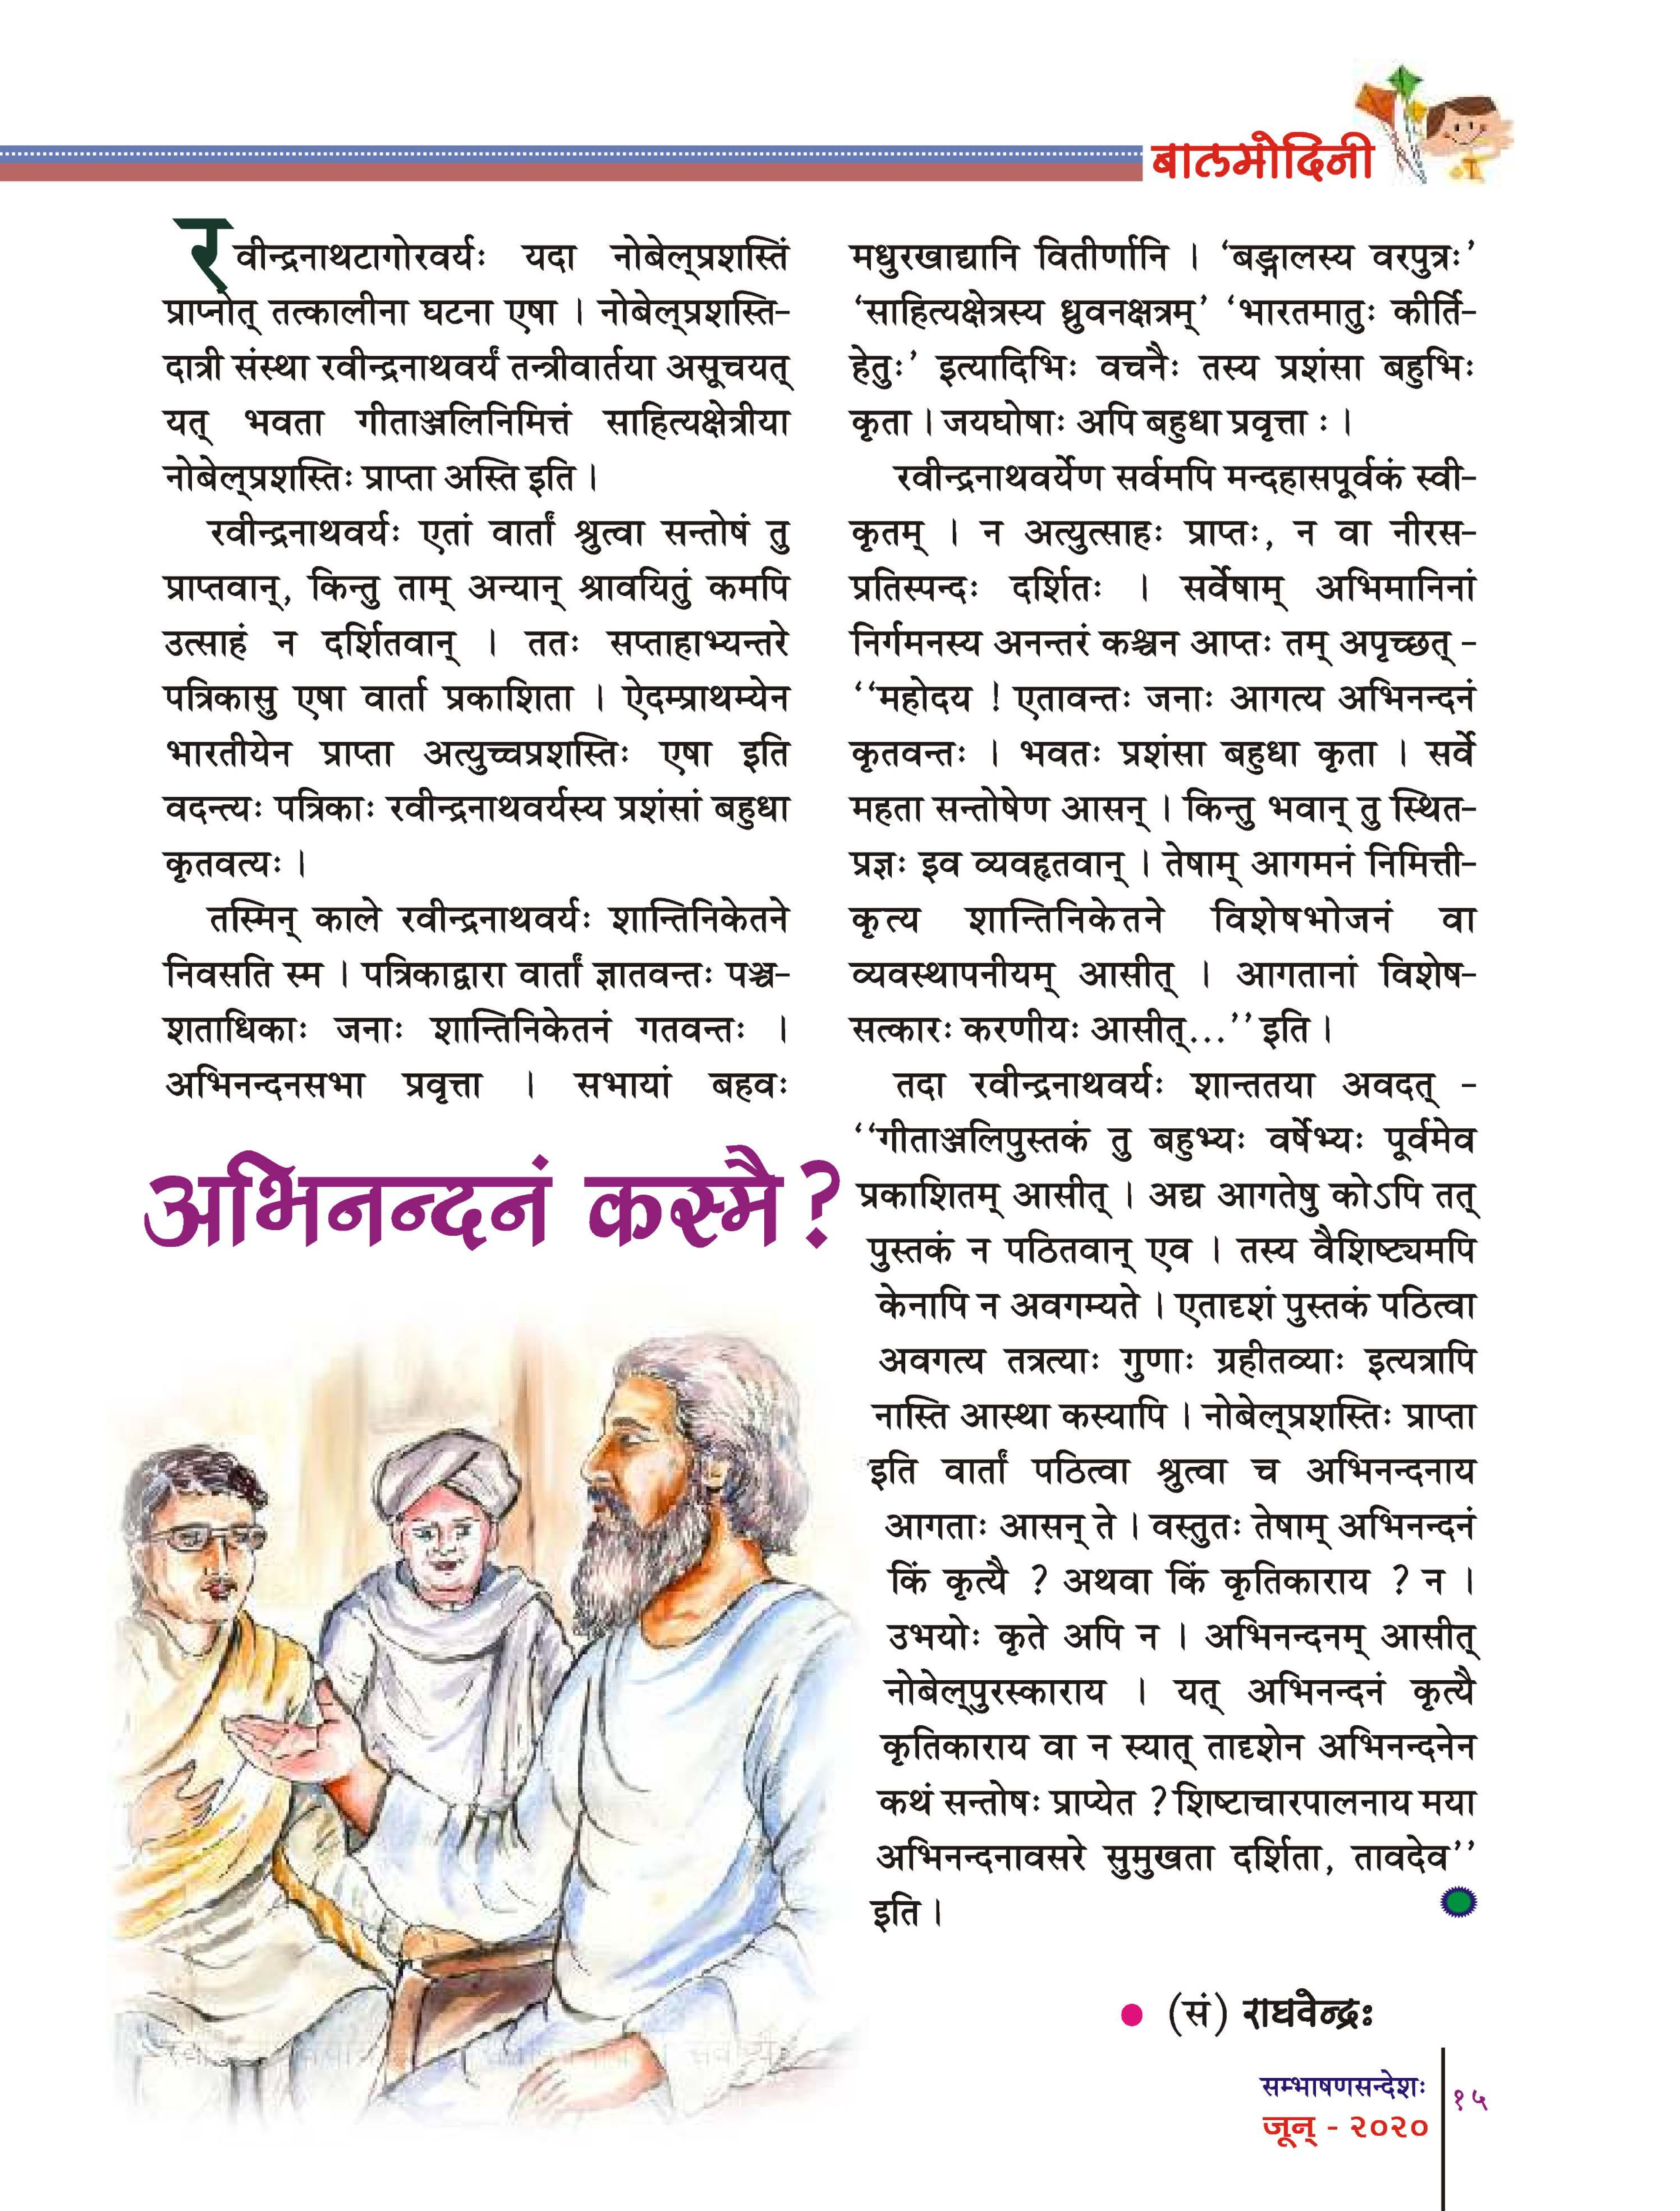 बालमोदिनी
रवीन्द्रनाथटागोरवर्यः यदा नोबेल्‌प्रशस्तिं
प्राप्नोत् तत्कालीना घटना एषा । नोबेल्‌प्रशस्ति-
दात्री संस्था रवीन्द्रनाथवर्यं तन्त्रीवार्तया असूचयत्
यत् भवता गीताञ्जलिनिमित्तं साहित्यक्षेत्रीया
नोबेल्‌प्रशस्तिः प्राप्ता अस्ति इति ।
रवीन्द्रनाथवर्यः एतां वार्तां श्रुत्वा सन्तोषं तु
प्राप्तवान्, किन्तु ताम् अन्यान् श्रावयितुं कमपि
उत्साहं न दर्शितवान् । ततः सप्ताहाभ्यन्तरे
पत्रिकासु एषा वार्ता प्रकाशिता । ऐदम्प्राथम्येन
भारतीयेन प्राप्ता अत्युच्चप्रशस्तिः एषा इति
वदन्त्यः पत्रिकाः रवीन्द्रनाथवर्यस्य प्रशंसां बहुधा
कृतवत्यः ।
तस्मिन् काले रवीन्द्रनाथवर्यः शान्तिनिकेतने
निवसति स्म । पत्रिकाद्वारा वार्तां ज्ञातवन्तः पञ्च-
शताधिकाः जनाः शान्तिनिकेतनं गतवन्तः ।
अभिनन्दनसभा प्रवृत्ता । सभायां बहवः
अभिनन्दनं कस्मै ?
मधुरखाद्यानि वितीर्णानि । ‘बङ्गालस्य वरपुत्रः’
‘साहित्यक्षेत्रस्य ध्रुवनक्षत्रम्’ ‘भारतमातुः कीर्ति-
हेतुः’ इत्यादिभिः वचनैः तस्य प्रशंसा बहुभिः
कृता । जयघोषाः अपि बहुधा प्रवृत्ता ः ।
रवीन्द्रनाथवर्येण सर्वमपि मन्दहासपूर्वकं स्वी-
कृतम् । न अत्युत्साहः प्राप्तः, न वा नीरस-
प्रतिस्पन्दः दर्शितः । सर्वेषाम् अभिमानिनां
निर्गमनस्य अनन्तरं कश्चन आप्तः तम् अपृच्छत् -
‘‘महोदय ! एतावन्तः जनाः आगत्य अभिनन्दनं
कृतवन्तः । भवतः प्रशंसा बहुधा कृता । सर्वे
महता सन्तोषेण आसन् । किन्तु भवान् तु स्थित-
प्रज्ञः इव व्यवहृतवान् । तेषाम् आगमनं निमित्ती-
कृत्य शान्तिनिकेतने विशेषभोजनं वा
व्यवस्थापनीयम् आसीत् । आगतानां विशेष-
सत्कारः करणीयः आसीत्...’’ इति ।
तदा रवीन्द्रनाथवर्यः शान्ततया अवदत् -
‘‘गीताञ्जलिपुस्तकं तु बहुभ्यः वर्षेभ्यः पूर्वमेव
प्रकाशितम् आसीत् । अद्य आगतेषु कोऽपि तत्
पुस्तकं न पठितवान् एव । तस्य वैशिष्ट्यमपि
केनापि न अवगम्यते । एतादृशं पुस्तकं पठित्वा
अवगत्य तत्रत्याः गुणाः ग्रहीतव्याः इत्यत्रापि
नास्ति आस्था कस्यापि । नोबेल्‌प्रशस्तिः प्राप्ता
इति वार्तां पठित्वा श्रुत्वा च अभिनन्दनाय
आगताः आसन् ते । वस्तुतः तेषाम् अभिनन्दनं
किं कृत्यै ? अथवा किं कृतिकाराय ? न ।
उभयोः कृते अपि न । अभिनन्दनम् आसीत्
नोबेल्‌पुरस्काराय । यत् अभिनन्दनं कृत्यै
कृतिकाराय वा न स्यात् तादृशेन अभिनन्दनेन
कथं सन्तोषः प्राप्येत ? शिष्टाचारपालनाय मया
अभिनन्दनावसरे सुमुखता दर्शिता, तावदेव’’
इति ।
(सं) राघवेन्द्रः
सम्भाषणसन्देशः
जून् - २०२०
१५